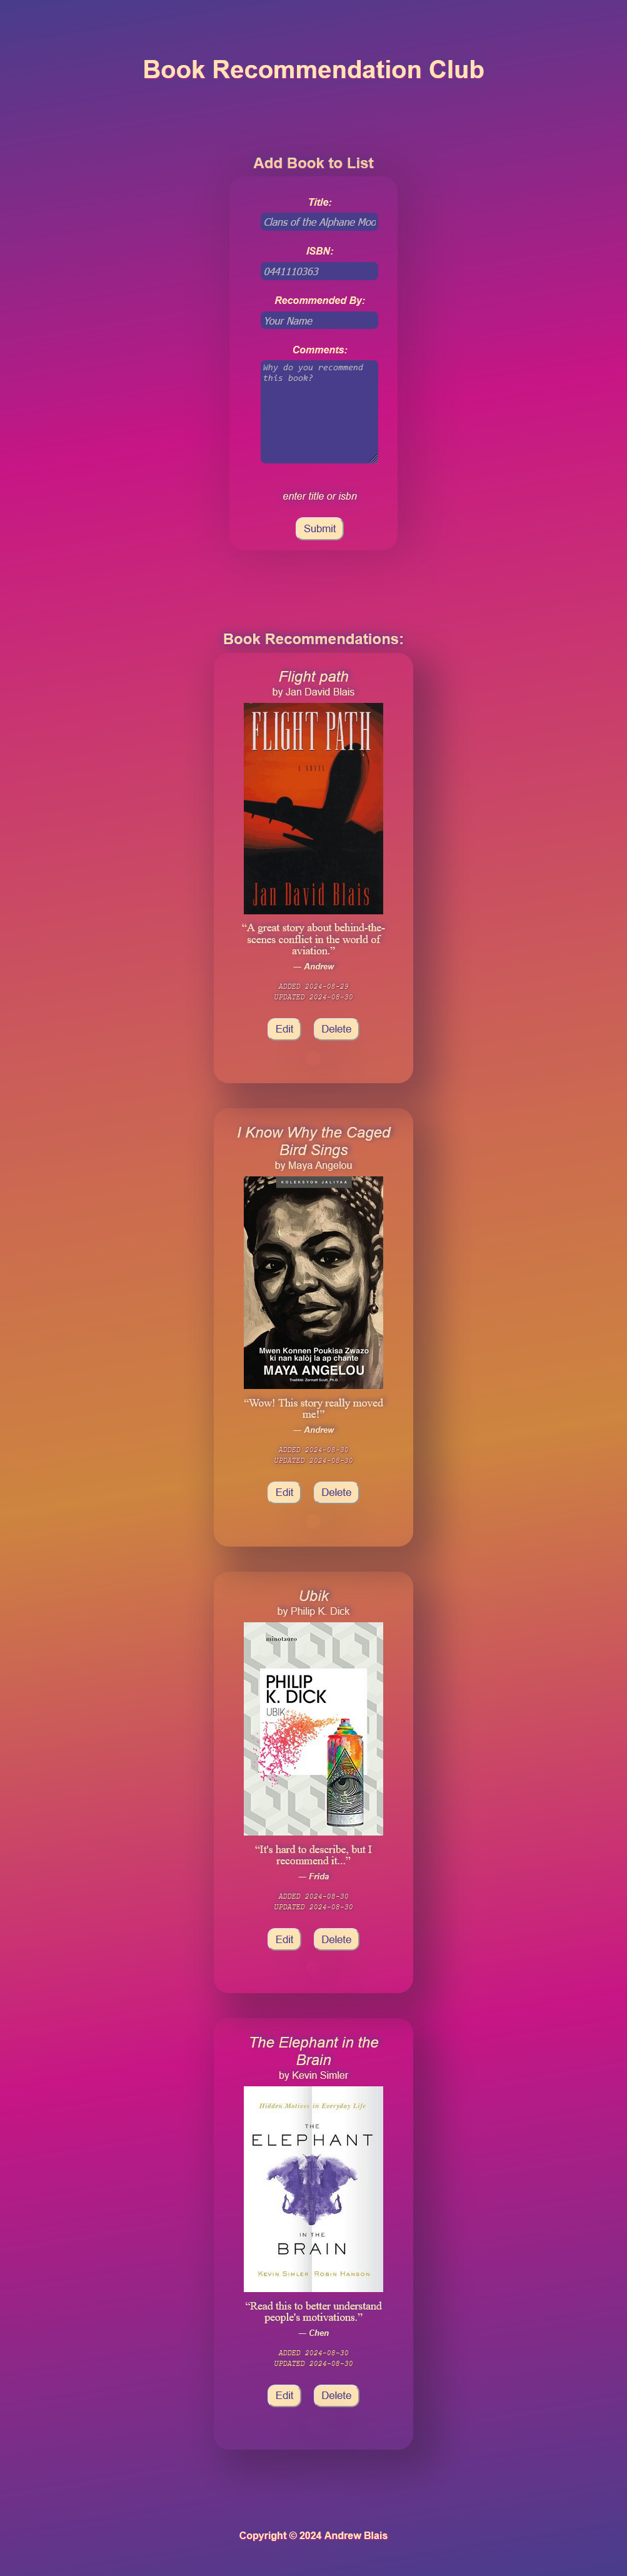 Book Recommendation Club
Add Book to List
Title:
Clans of the Alphane Moo
ISBN:
0441110363
Recommended By:
Your Name
Comments:
Why do you recommend
this book?
enter title or isbn
Submit
Book Recommendations:
Flight path
by Jan David Blais
FLIGHT PATH
A NOVEL
Jan David Blais
“A great story about behind-the-
scenes conflict in the world of
aviation.”
— Andrew
ADDED 2024-08-29
UPDATED 2024-08-30
Edit Delete
I Know Why the Caged
Bird Sings
by Maya Angelou
KOLEKSYON JALITAA
Mwen Konnen Poukisa Zwazo
ki nan kalòj la ap chante
MAYA ANGELOU
“Wow! This story really moved
me!”
— Andrew
ADDED 2024-08-30
UPDATED 2024-08-30
Edit Delete
Ubik
by Philip K. Dick
minotauro
PHILIP
K. DICK
UBIK
“It's hard to describe, but I
recommend it...”
— Frida
ADDED 2024-08-30
UPDATED 2024-08-30
Edit Delete
The Elephant in the
Brain
by Kevin Simler
Hidden Motives in Everyday Life
THE
ELEPHANT
IN THE
BRAIN
KEVIN SIMLER ROBIN HANSON
“Read this to better understand
people's motivations.”
— Chen
ADDED 2024-08-30
UPDATED 2024-08-30
Edit Delete
Copyright © 2024 Andrew Blais